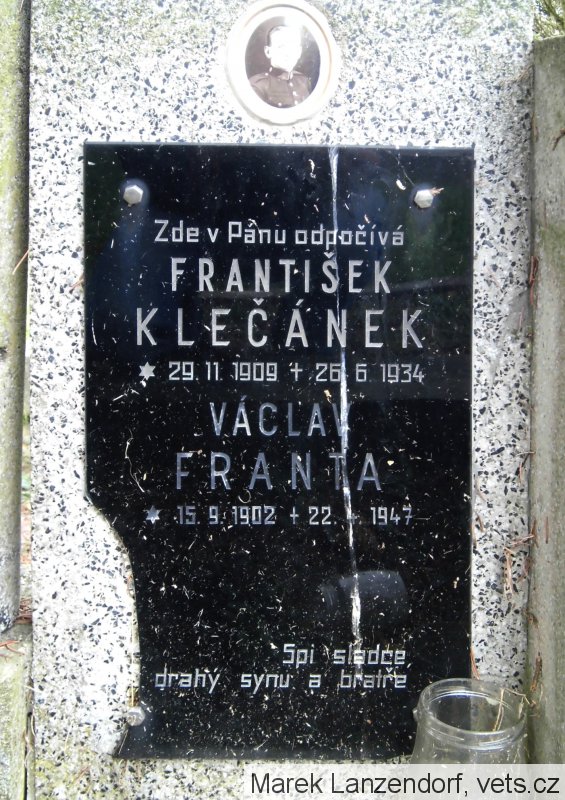 Zde v Pánu odpočívá
FRANTIŠEK
KLEČÁNEK
* 29. 11. 1909 + 26. 6. 1934
VÁCLAV
FRANTA
* 15. 9. 1902 + 22. 1947
Spi sladce
drahý synu a bratře
Marek Lanzendorf, vets.cz